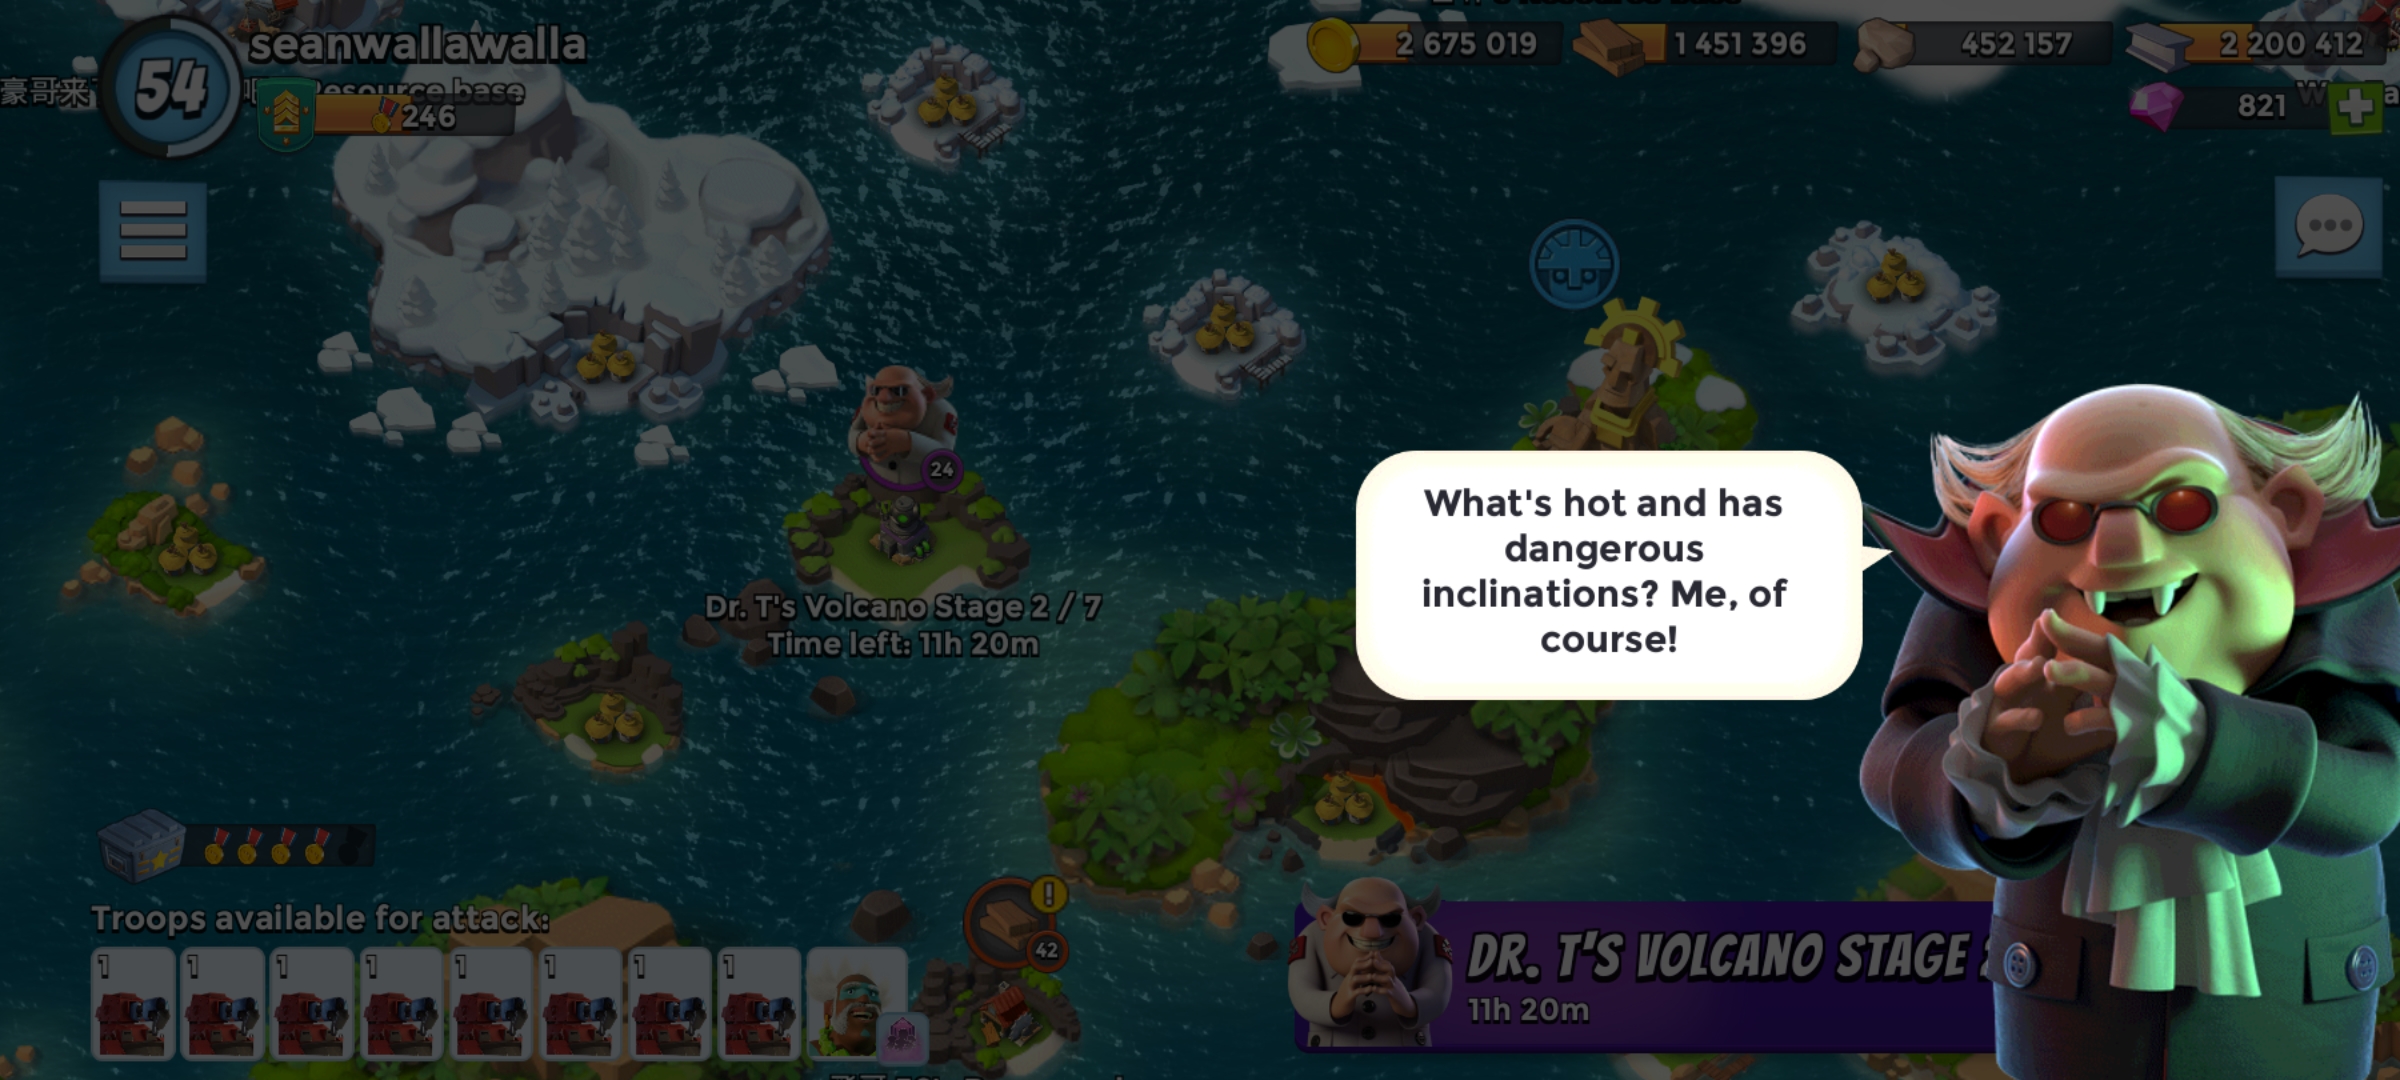 seanwallawalla
54
豪哥来
Resource base
246
2 675 019
1 451 396
452 157
2 200 412
821
24
Dr. T's Volcano Stage 2 / 7
Time left: 11h 20m
What's hot and has
dangerous
inclinations? Me, of
course!
Troops available for attack:
1 1 1 1 1 1 1 1
!
42
DR. T'S VOLCANO STAGE
11h 20m